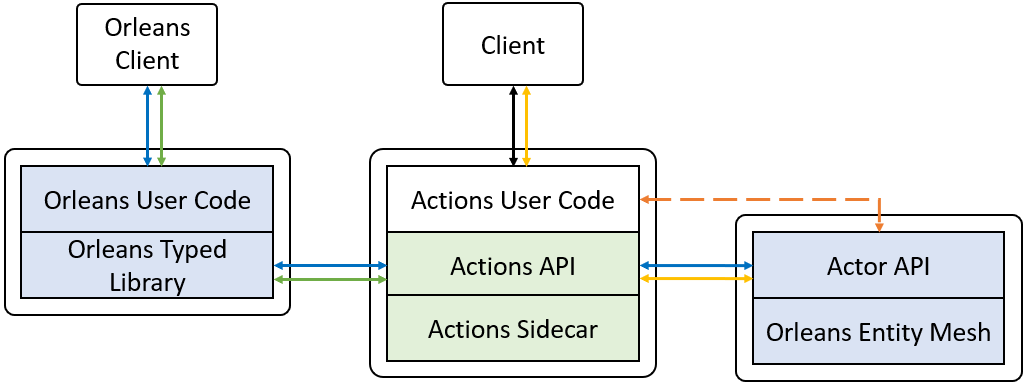 Orleans
Client
Client
Orleans User Code
Orleans Typed
Library
Actions User Code
Actions API
Actions Sidecar
Actor API
Orleans Entity Mesh